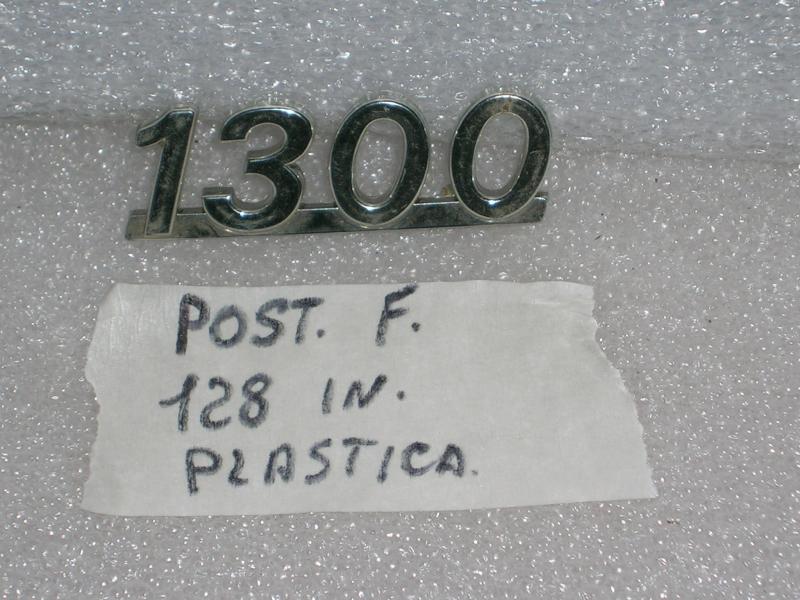 1300
POST. F.
128 IN.
PLASTICA.